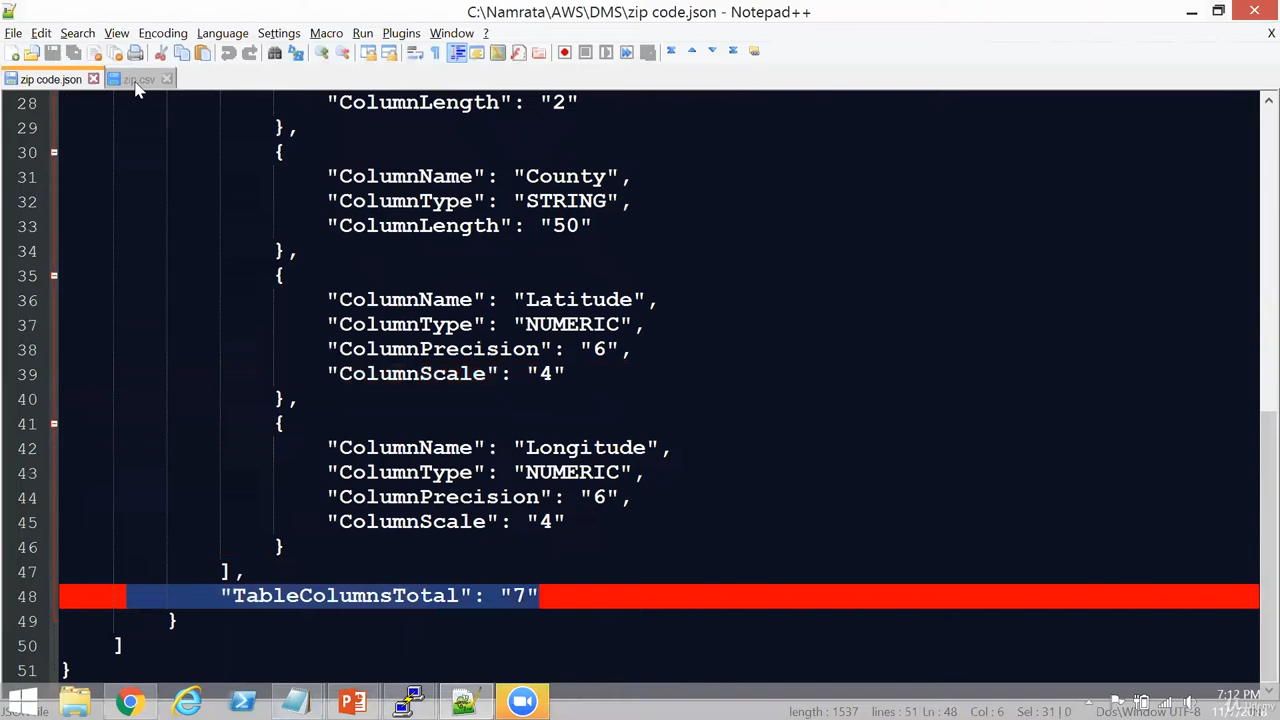 C:\Namrata\AWS\DMS\zip code.json - Notepad++
File Edit Search View Encoding Language Settings Macro Run Plugins Window ? X
zip code.json zip.csv
28 "ColumnLength": "2"
29 },
30 {
31 "ColumnName": "County",
32 "ColumnType": "STRING",
33 "ColumnLength": "50"
34 },
35 {
36 "ColumnName": "Latitude",
37 "ColumnType": "NUMERIC",
38 "ColumnPrecision": "6",
39 "ColumnScale": "4"
40 },
41 {
42 "ColumnName": "Longitude",
43 "ColumnType": "NUMERIC",
44 "ColumnPrecision": "6",
45 "ColumnScale": "4"
46 }
47 ],
48 "TableColumnsTotal": "7"
49 }
50 ]
51 }
7:12 PM
length : 1537 lines : 51 Ln : 48 Col : 6 Sel : 31 | 0